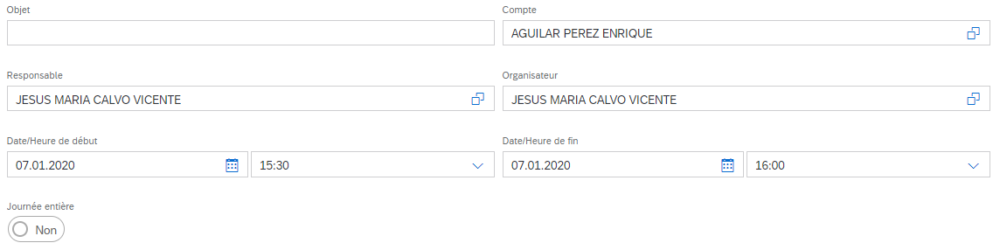 Objet
Compte
AGUILAR PEREZ ENRIQUE
Responsable
Organisateur
JESUS MARIA CALVO VICENTE
JESUS MARIA CALVO VICENTE
Date/Heure de début
Date/Heure de fin
07.01.2020
15:30
07.01.2020
16:00
Journée entière
Non